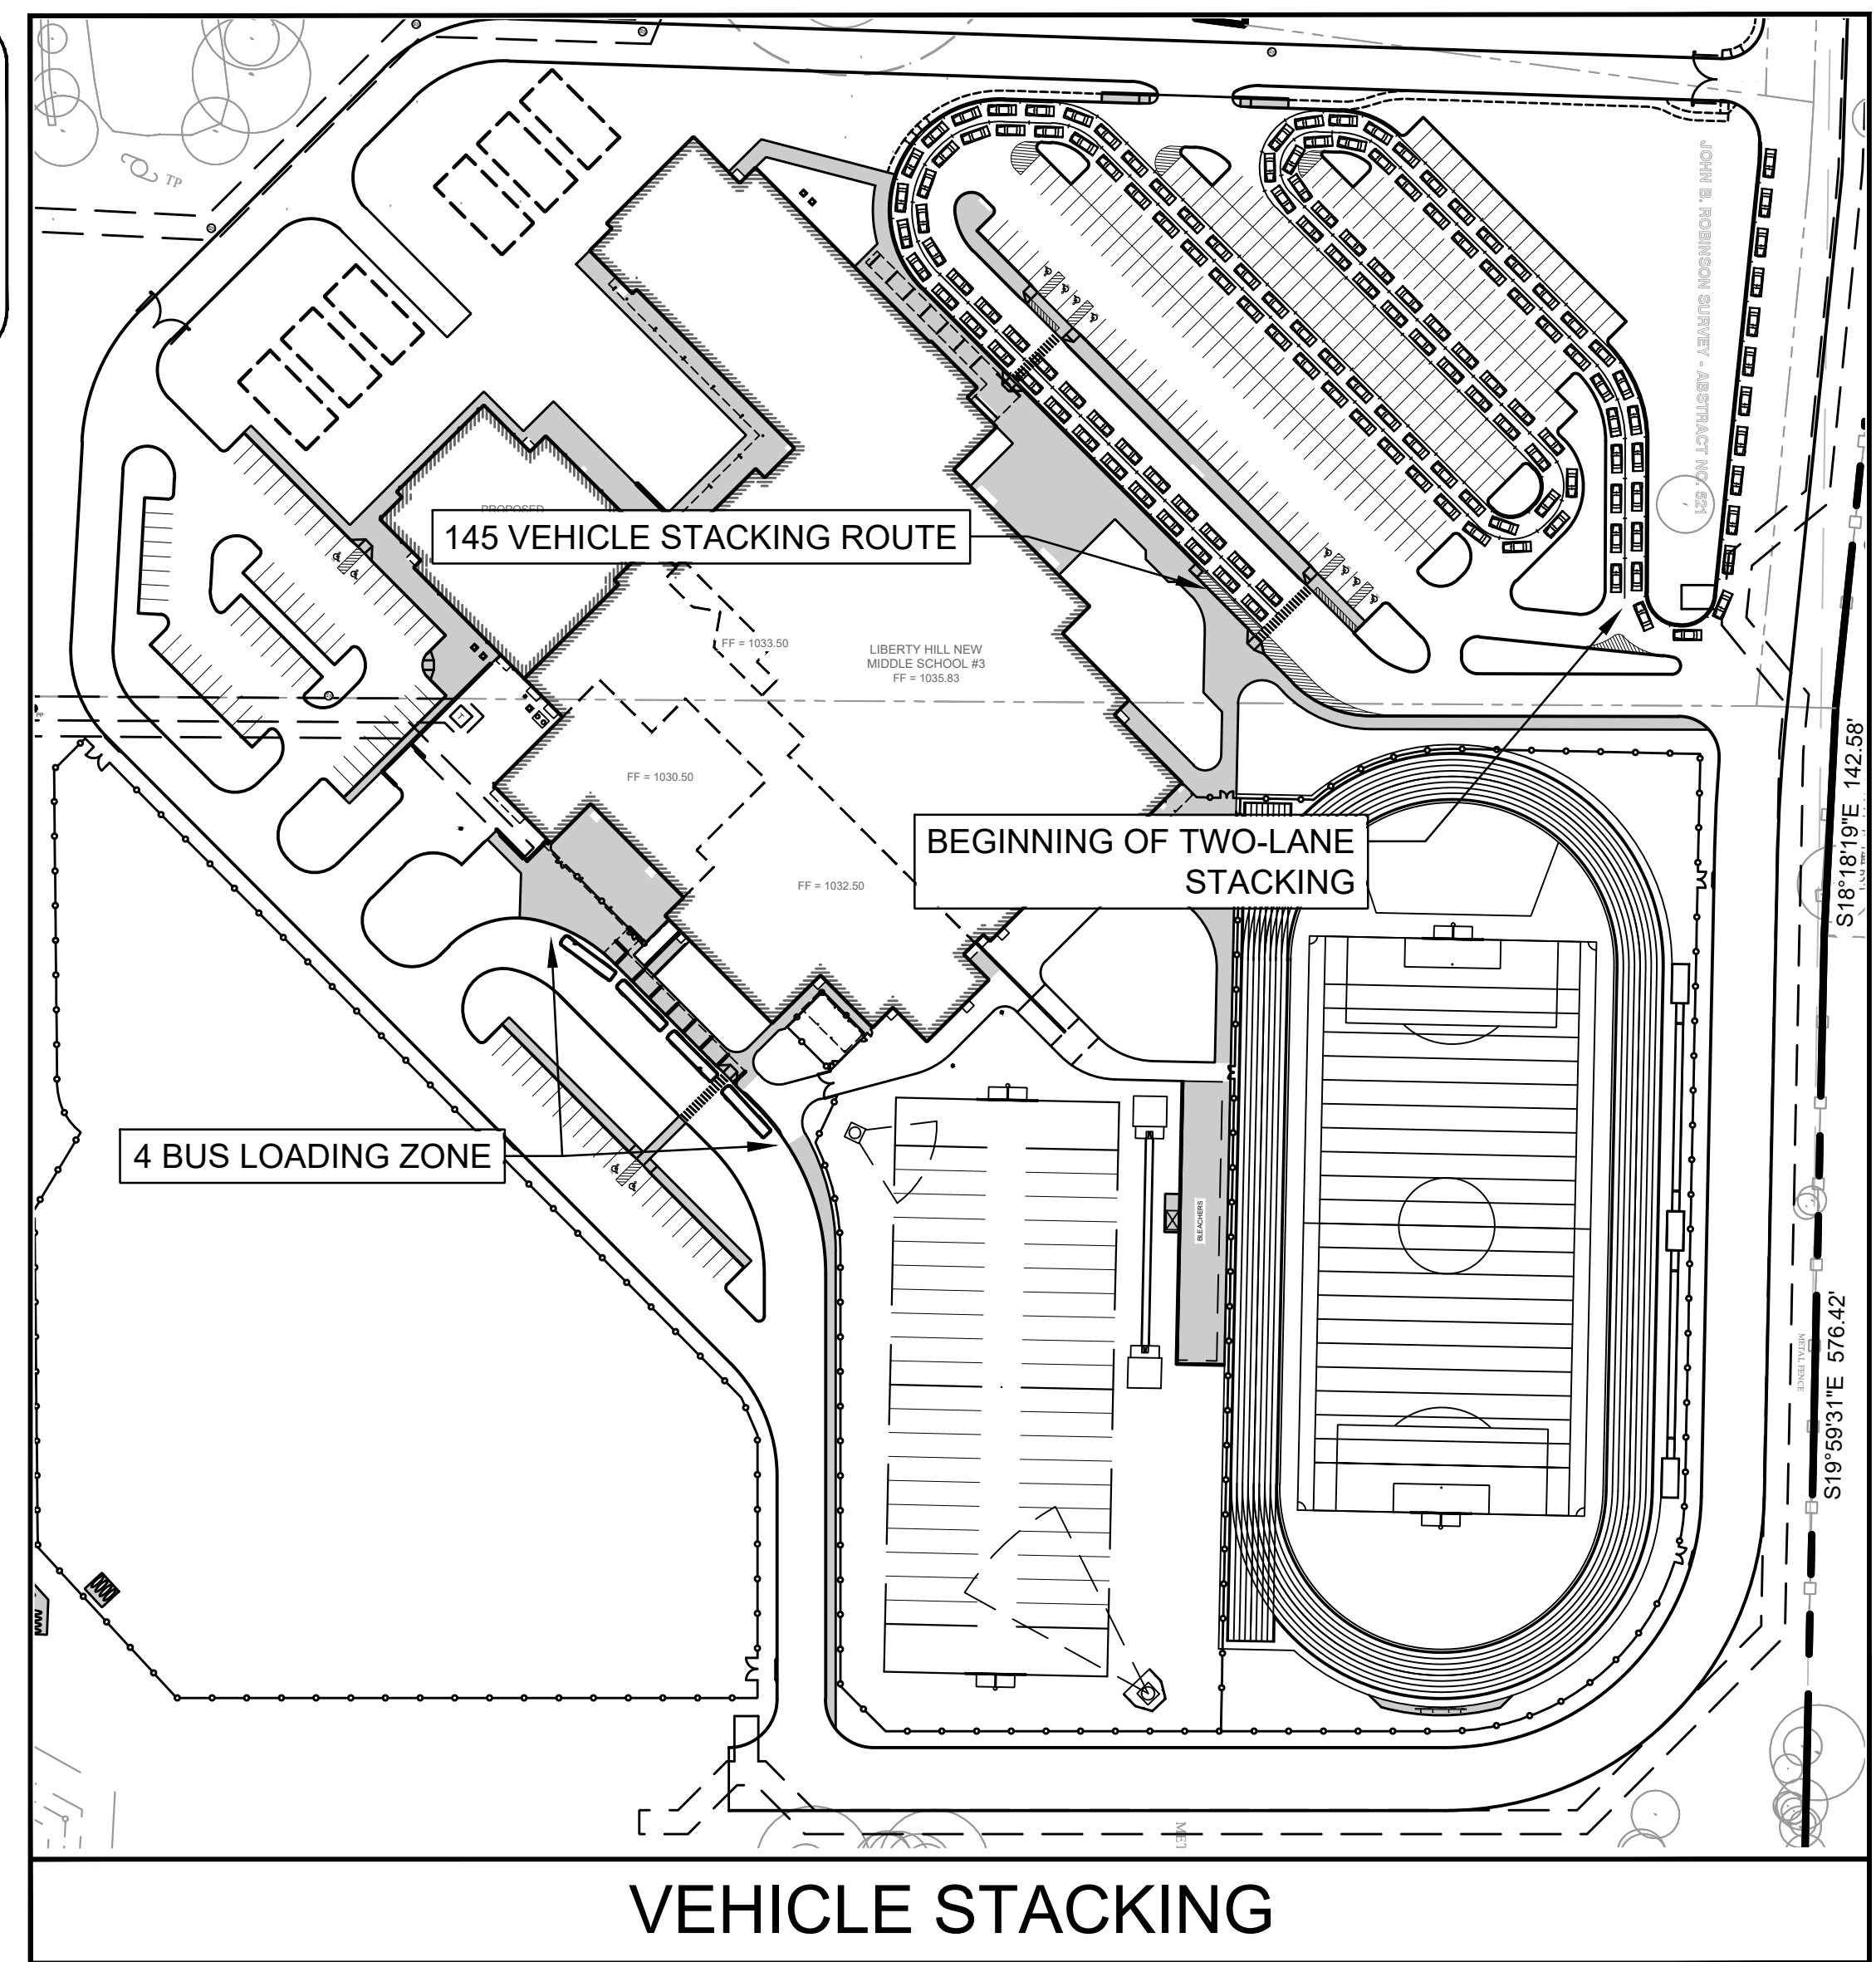 TP
JOHN B. ROBINSON SURVEY - ABSTRACT NO. 521
PROPOSED
145 VEHICLE STACKING ROUTE
FF = 1033.50
LIBERTY HILL NEW
MIDDLE SCHOOL #3
FF = 1035.83
FF = 1030.50
S18°18'19"E 142.58'
BEGINNING OF TWO-LANE
STACKING
FF = 1032.50
4 BUS LOADING ZONE
BLEACHERS
METAL FENCE
S19°59'31"E 576.42'
VEHICLE STACKING